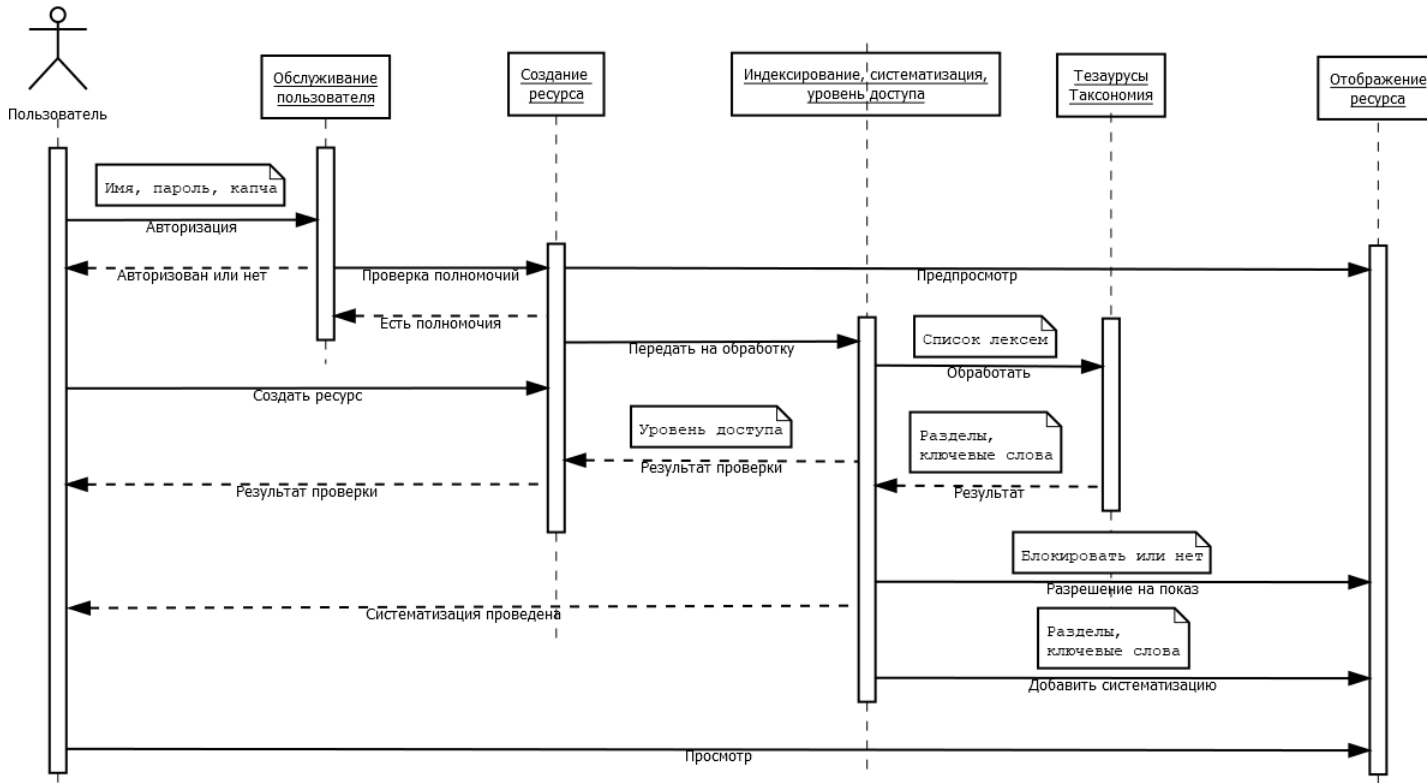 Пользователь
Обслуживание
пользователя
Создание
ресурса
Индексирование, систематизация,
уровень доступа
Тезаурусы
Таксономия
Отображение
ресурса
Имя, пароль, капча
Авторизация
Авторизован или нет
Проверка полномочий
Предпросмотр
Есть полномочия
Передать на обработку
Список лексем
Обработать
Создать ресурс
Уровень доступа
Результат проверки
Разделы,
ключевые слова
Результат проверки
Результат
Блокировать или нет
Разрешение на показ
Систематизация проведена
Разделы,
ключевые слова
Добавить систематизацию
Просмотр